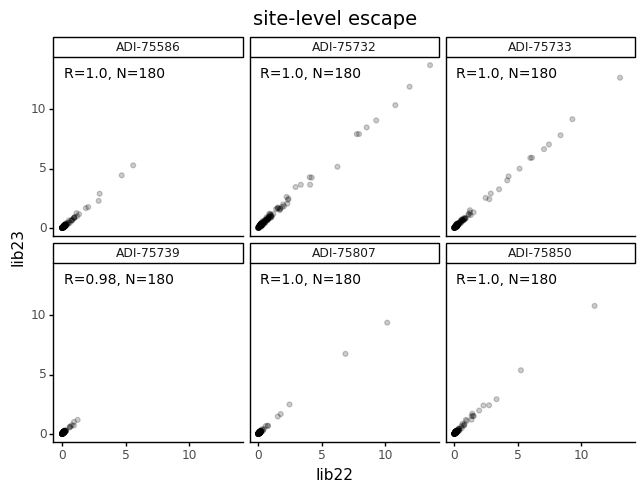 site-level escape
ADI-75586
ADI-75732
ADI-75733
R=1.0, N=180
R=1.0, N=180
R=1.0, N=180
10
5
0
ADI-75739
ADI-75807
ADI-75850
R=0.98, N=180
R=1.0, N=180
R=1.0, N=180
10
5
0
lib23
0 5 10
0 5 10
0 5 10
lib22